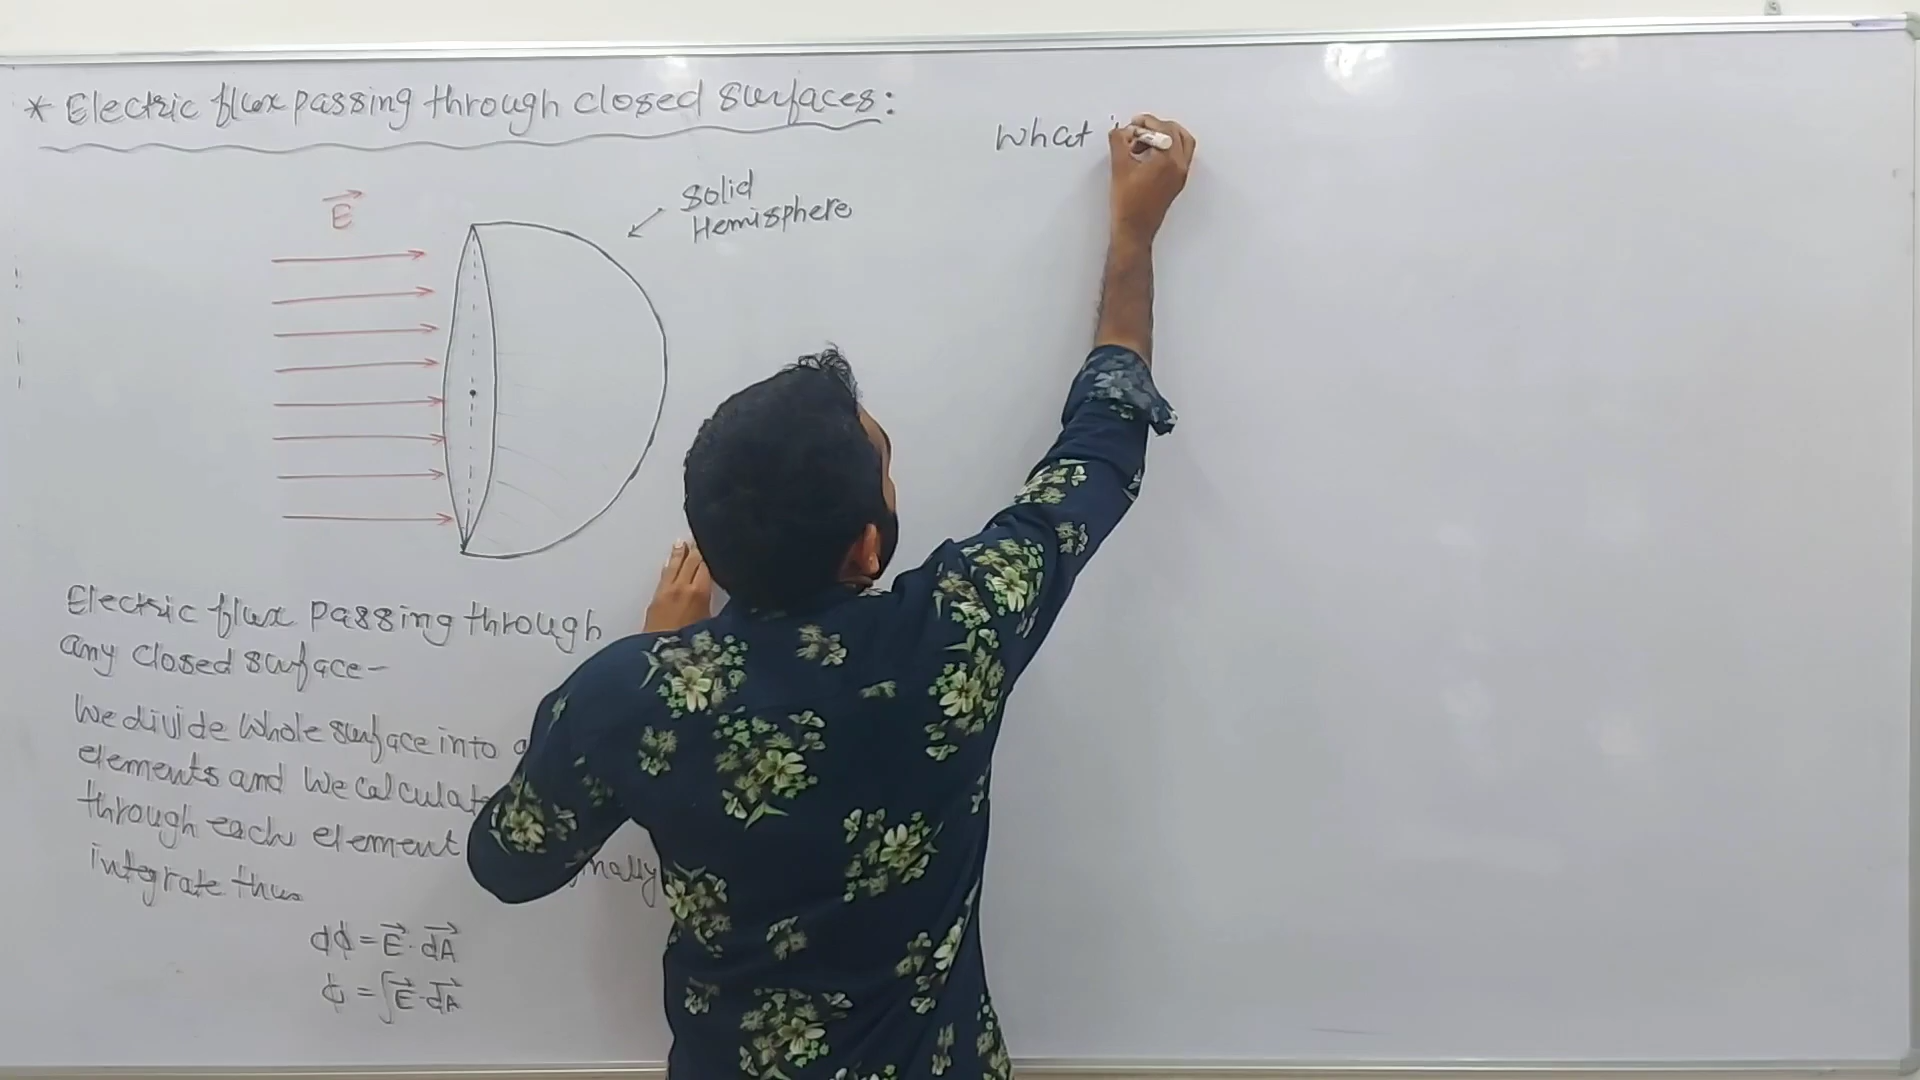 * Electric flux passing through closed surfaces:
E
Solid
Hemisphere
What
Electric flux passing through
any closed surface-
We divide whole surface into
elements and we calculate
through each element
integrate thus
dϕ = E⃗ · dA⃗
ϕ = ∫E⃗ · dA⃗